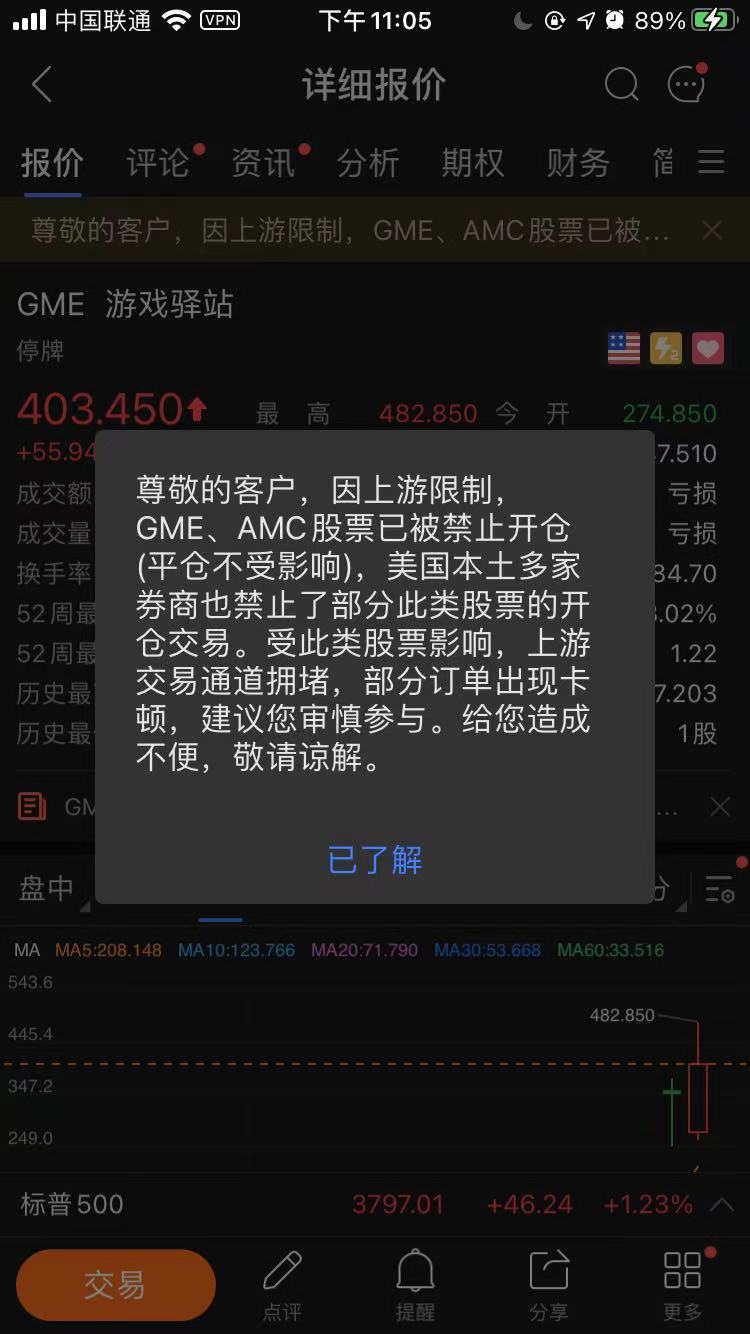 中国联通 VPN 下午11:05 89%
详细报价
报价 评论 资讯 分析 期权 财务
尊敬的客户，因上游限制，GME、AMC股票已被...
GME 游戏驿站
停牌
403.450 最高 482.850 今开 274.850
+55.94 7.510
成交额 亏损
成交量 亏损
换手率 84.70
52周最 .02%
52周最 1.22
历史最 7.203
历史最 1股
尊敬的客户，因上游限制，
GME、AMC股票已被禁止开仓
(平仓不受影响)，美国本土多家
券商也禁止了部分此类股票的开
仓交易。受此类股票影响，上游
交易通道拥堵，部分订单出现卡
顿，建议您审慎参与。给您造成
不便，敬请谅解。
已了解
GM ...
盘中 分
MA MA5:208.148 MA10:123.766 MA20:71.790 MA30:53.668 MA60:33.516
543.6
482.850
445.4
347.2
249.0
标普500 3797.01 +46.24 +1.23%
交易 点评 提醒 分享 更多